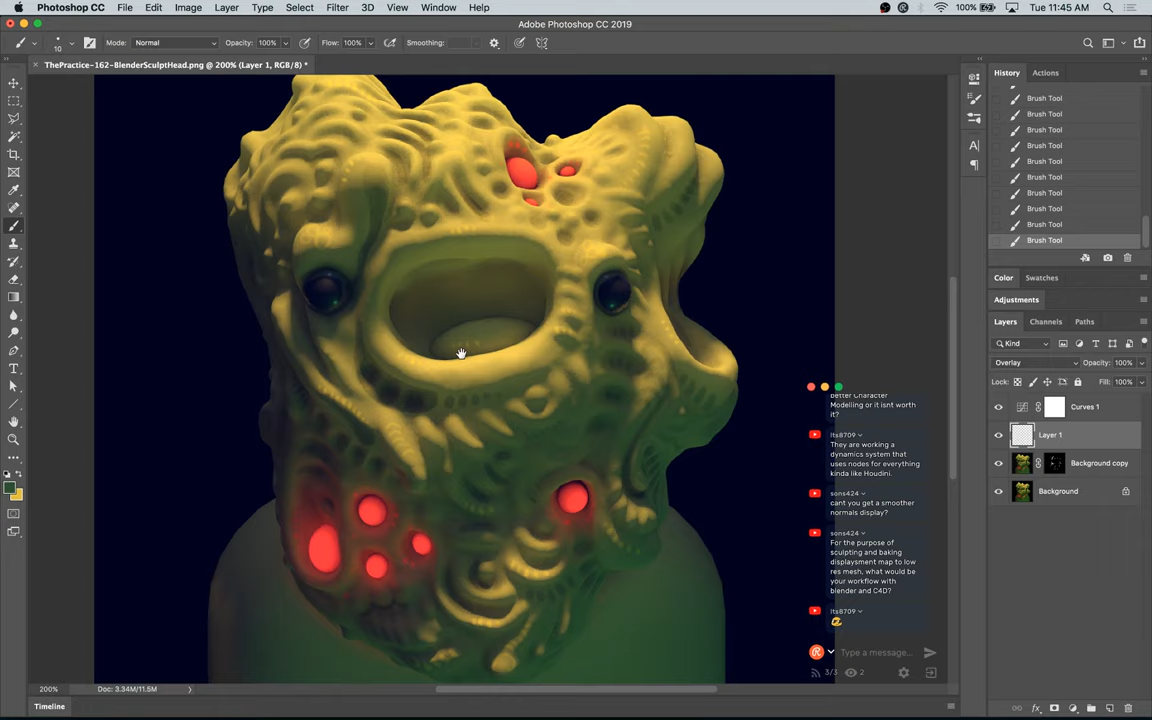 Photoshop CC File Edit Image Layer Type Select Filter 3D View Window Help 100% Tue 11:45 AM
Adobe Photoshop CC 2019
10 Mode: Normal Opacity: 100% Flow: 100% Smoothing:
ThePractice-162-BlenderSculptHead.png @ 200% (Layer 1, RGB/8) *
History Actions
Brush Tool
Brush Tool
Brush Tool
Brush Tool
Brush Tool
Brush Tool
Brush Tool
Brush Tool
Brush Tool
Brush Tool
Color Swatches
Adjustments
Layers Channels Paths
Kind
Overlay Opacity: 100%
Lock: Fill: 100%
Curves 1
Layer 1
Background copy
Background
better Character
Modelling or it isnt worth
it?
Its8709
They are working a
dynamics system that
uses nodes for everything
kinda like Houdini.
sons424
cant you get a smoother
normals display?
sons424
For the purpose of
sculpting and baking
displaysment map to low
res mesh, what would be
your workflow with
blender and C4D?
Its8709
Type a message...
3/3 2
200% Doc: 3.34M/11.5M
Timeline